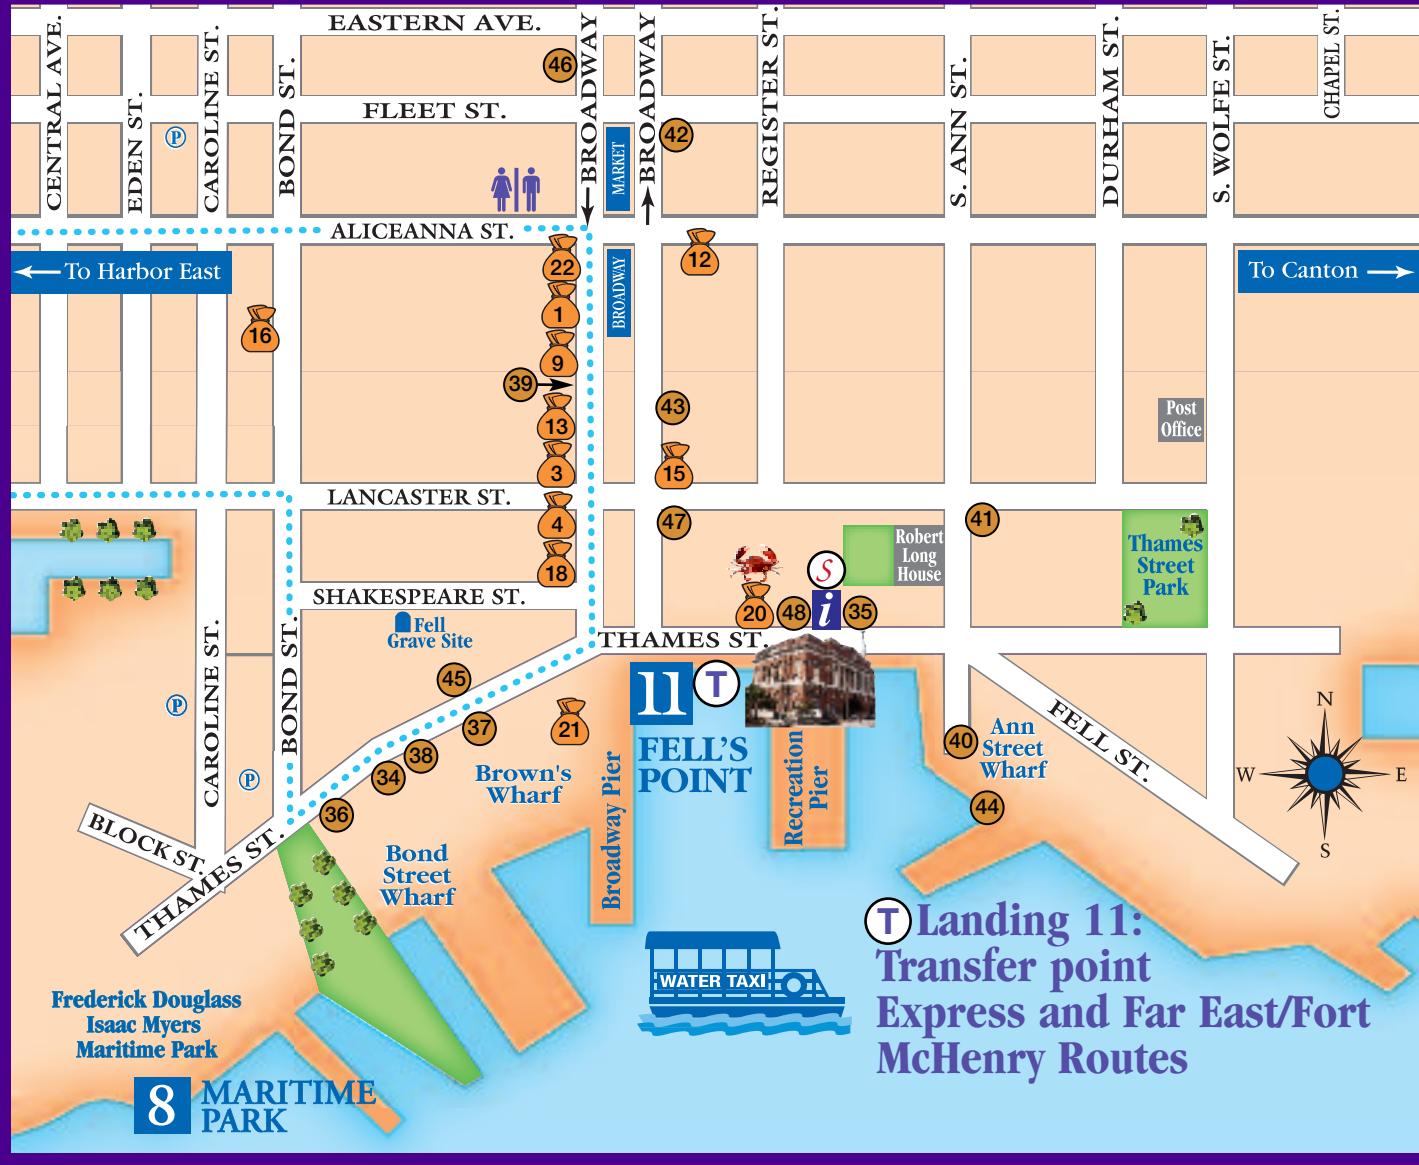 EASTERN AVE.
CENTRAL AVE.
EDEN ST.
CAROLINE ST.
BOND ST.
BROADWAY
BROADWAY
REGISTER ST.
S. ANN ST.
DURHAM ST.
S. WOLFE ST.
CHAPEL ST.
46
FLEET ST.
P
42
MARKET
ALICEANNA ST.
To Harbor East
To Canton
22
12
1
BROADWAY
16
9
39
43
13
Post
Office
3
15
LANCASTER ST.
4
47
41
Robert
Long
House
Thames
Street
Park
18
S
SHAKESPEARE ST.
20
48
i
35
Fell
Grave Site
THAMES ST.
CAROLINE ST.
BOND ST.
45
11
T
P
21
37
40
Ann
Street
Wharf
FELL ST.
N
W
E
S
38
FELL'S
POINT
34
Brown's
Wharf
P
Broadway Pier
Recreation
Pier
44
36
BLOCK ST.
THAMES ST.
Bond
Street
Wharf
T
Landing 11:
Transfer point
Express and Far East/Fort
McHenry Routes
WATER TAXI
Frederick Douglass
Isaac Myers
Maritime Park
8
MARITIME
PARK